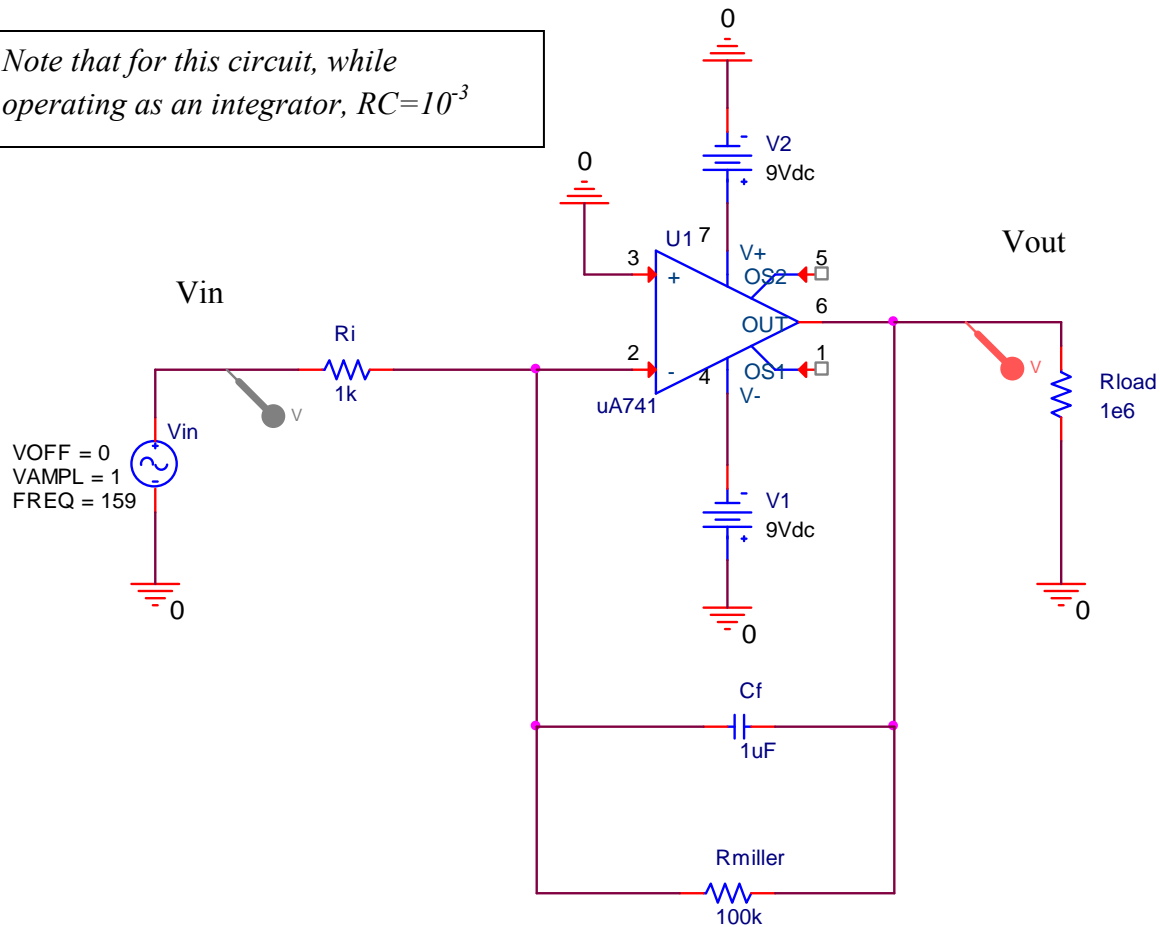 Note that for this circuit, while
operating as an integrator, RC=10⁻³
0
-
V2
9Vdc
+
0
U1
7
V+
3
+
OS2
5
Vout
6
OUT
Vin
Ri
1k
2
-
4
OS1
1
V-
uA741
V
V
Rload
1e6
Vin
VOFF = 0
VAMPL = 1
FREQ = 159
+
-
-
V1
9Vdc
+
0
0
0
Cf
1uF
Rmiller
100k